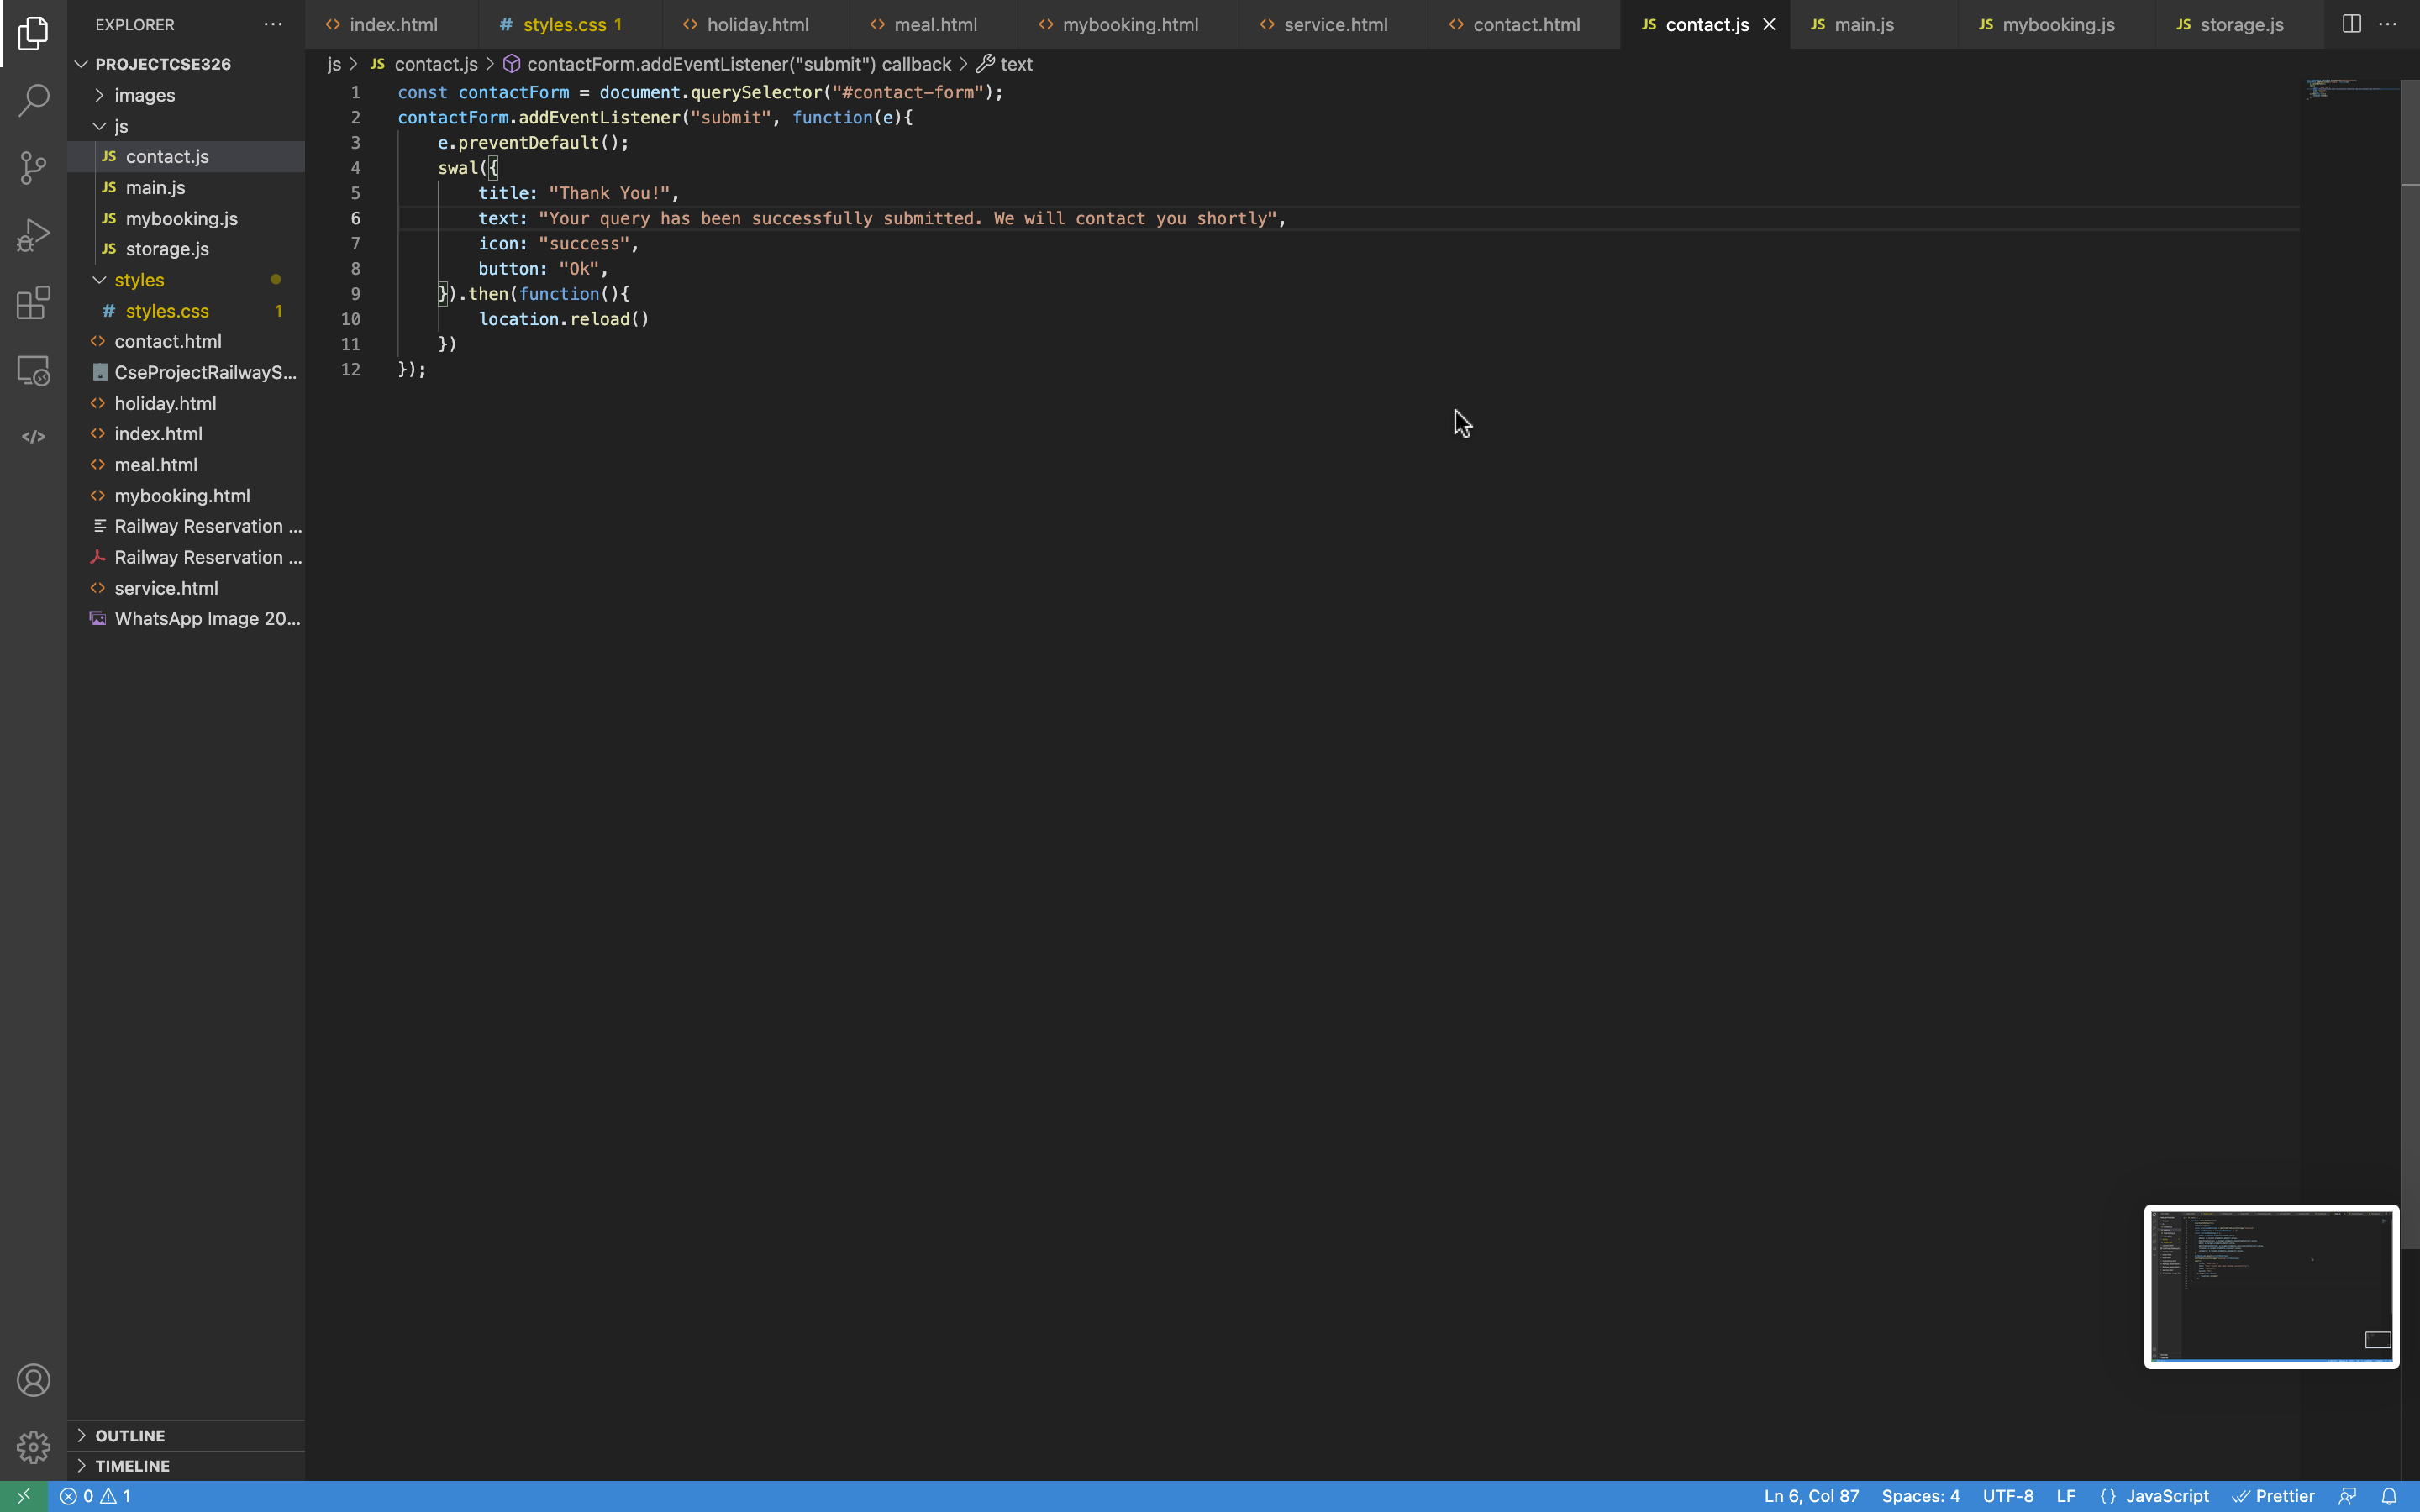 EXPLORER
PROJECTCSE326
images
js
JS contact.js
JS main.js
JS mybooking.js
JS storage.js
styles
# styles.css 1
contact.html
CseProjectRailwayS...
holiday.html
index.html
meal.html
mybooking.html
Railway Reservation ...
Railway Reservation ...
service.html
WhatsApp Image 20...
OUTLINE
TIMELINE
index.html # styles.css 1 holiday.html meal.html mybooking.html service.html contact.html JS contact.js JS main.js JS mybooking.js JS storage.js
js > JS contact.js > contactForm.addEventListener("submit") callback > text
1 const contactForm = document.querySelector("#contact-form");
2 contactForm.addEventListener("submit", function(e){
3 e.preventDefault();
4 swal({
5 title: "Thank You!",
6 text: "Your query has been successfully submitted. We will contact you shortly",
7 icon: "success",
8 button: "Ok",
9 }).then(function(){
10 location.reload()
11 })
12 });
0 1 Ln 6, Col 87 Spaces: 4 UTF-8 LF {} JavaScript Prettier